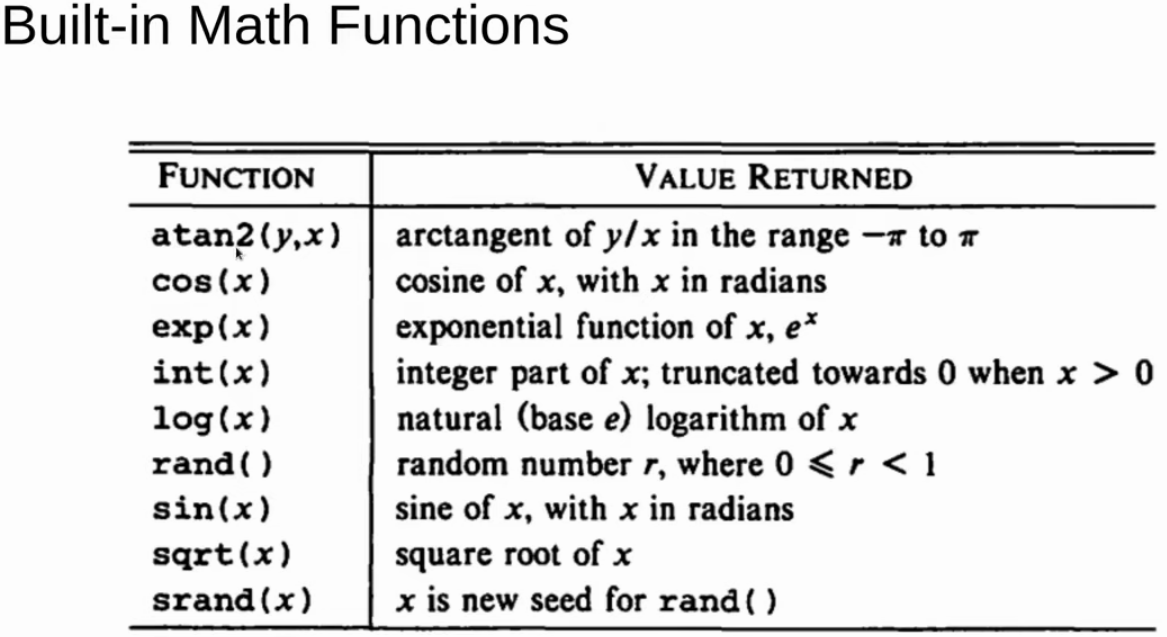 Built-in Math Functions
FUNCTION VALUE RETURNED
atan2(y,x) arctangent of y/x in the range −π to π
cos(x) cosine of x, with x in radians
exp(x) exponential function of x, eˣ
int(x) integer part of x; truncated towards 0 when x > 0
log(x) natural (base e) logarithm of x
rand() random number r, where 0 ⩽ r < 1
sin(x) sine of x, with x in radians
sqrt(x) square root of x
srand(x) x is new seed for rand()